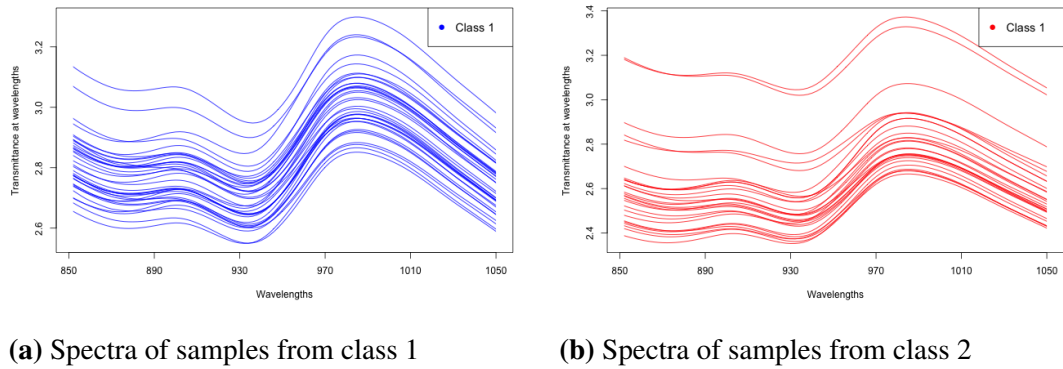 Class 1
3.2
3.0
2.8
2.6
Transmittance at wavelengths
850 890 930 970 1010 1050
Wavelengths
(a) Spectra of samples from class 1
Class 1
3.4
3.2
3.0
2.8
2.6
2.4
Transmittance at wavelengths
850 890 930 970 1010 1050
Wavelengths
(b) Spectra of samples from class 2